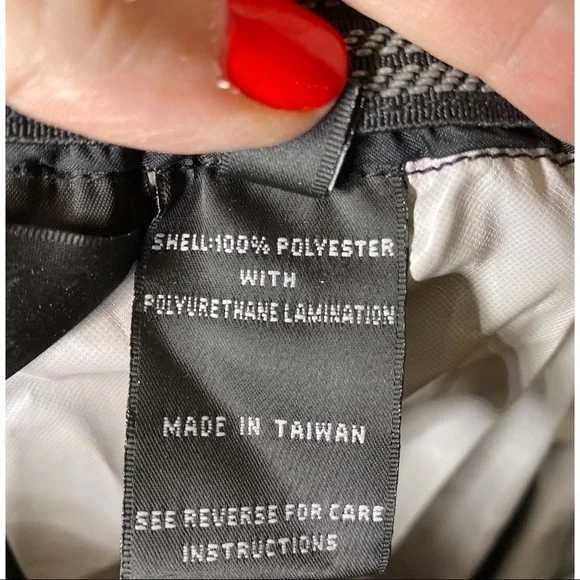 SHELL:100% POLYESTER
WITH
POLYURETHANE LAMINATION
MADE IN TAIWAN
SEE REVERSE FOR CARE
INSTRUCTIONS